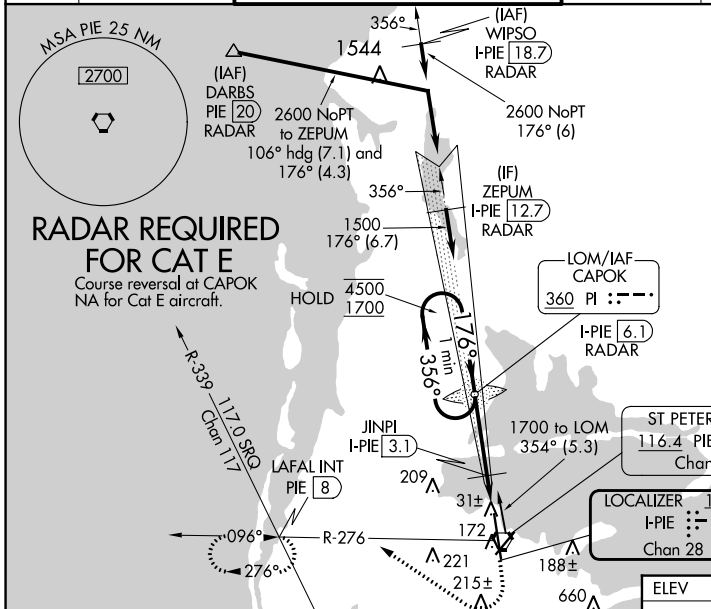 MSA PIE 25 NM
2700
(IAF)
DARBS
PIE 20
RADAR
1544
356°
(IAF)
WIPSO
I-PIE 18.7
RADAR
2600 NoPT
to ZEPUM
106° hdg (7.1) and
176° (4.3)
2600 NoPT
176° (6)
356°
(IF)
ZEPUM
I-PIE 12.7
RADAR
1500
176° (6.7)
RADAR REQUIRED
FOR CAT E
Course reversal at CAPOK
NA for Cat E aircraft.
HOLD 4500
1700
176°
1 min
356°
LOM/IAF
CAPOK
360 PI
I-PIE 6.1
RADAR
R-339 117.0 SRQ
Chan 117
JINPI
I-PIE 3.1
1700 to LOM
354° (5.3)
ST PETER
116.4 PIE
Chan
LAFAL INT
PIE 8
209
31±
172
LOCALIZER 1
I-PIE
Chan 28
096°
R-276
276°
221
215±
188±
660
ELEV